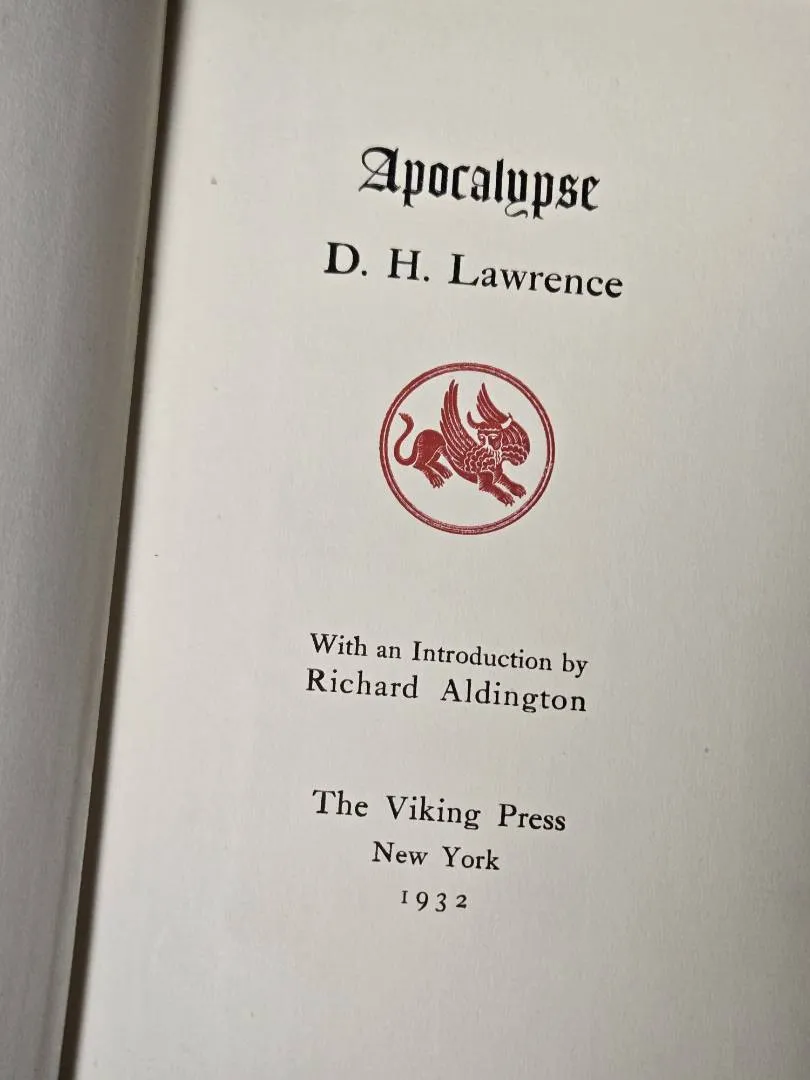 Apocalypse
D. H. Lawrence
With an Introduction by
Richard Aldington
The Viking Press
New York
1932